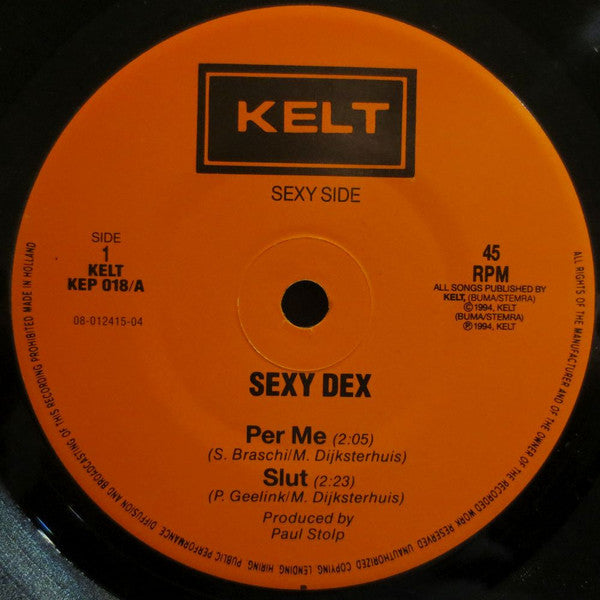 KELT
SEXY SIDE
SIDE
1
KELT
KEP 018/A
08-012415-04
45
RPM
ALL SONGS PUBLISHED BY
KELT, (BUMA/STEMRA)
©1994, KELT
(BUMA/STEMRA)
℗1994, KELT
SEXY DEX
Per Me (2:05)
(S. Braschi/M. Dijksterhuis)
Slut (2:23)
(P. Geelink/M. Dijksterhuis)
Produced by
Paul Stolp
ALL RIGHTS OF THE MANUFACTURER AND OF THE OWNER OF THE RECORDED WORK RESERVED. UNAUTHORIZED COPYING, LENDING, HIRING, PUBLIC PERFORMANCE, DIFFUSION AND BROADCASTING OF THIS RECORDING PROHIBITED MADE IN HOLLAND